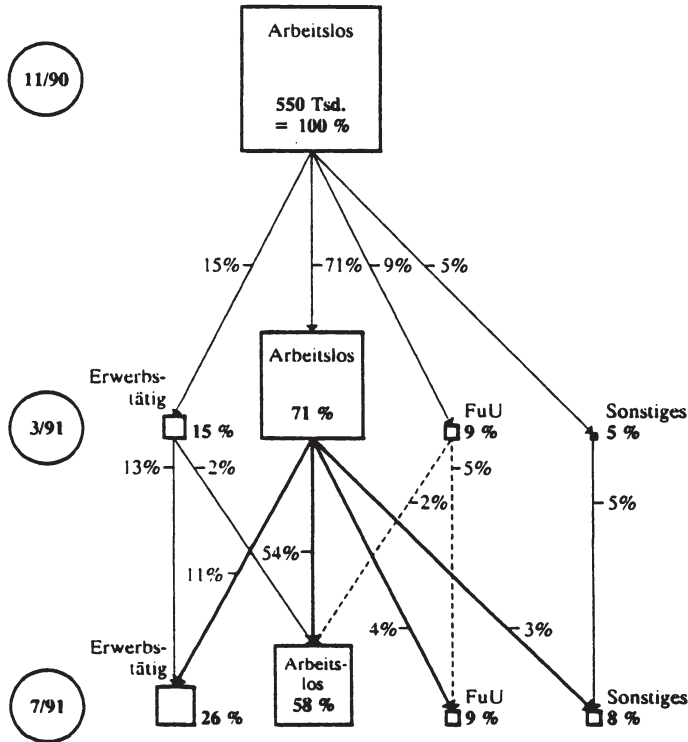 Arbeitslos
11/90
550 Tsd.
= 100 %
15%
71%
9%
5%
Arbeitslos
Erwerbs-
tätig
FuU
Sonstiges
3/91
15 %
71 %
9 %
5 %
13%
2%
5%
2%
5%
54%
11%
4%
3%
Erwerbs-
tätig
Arbeits-
los
FuU
Sonstiges
7/91
26 %
58 %
9 %
8 %